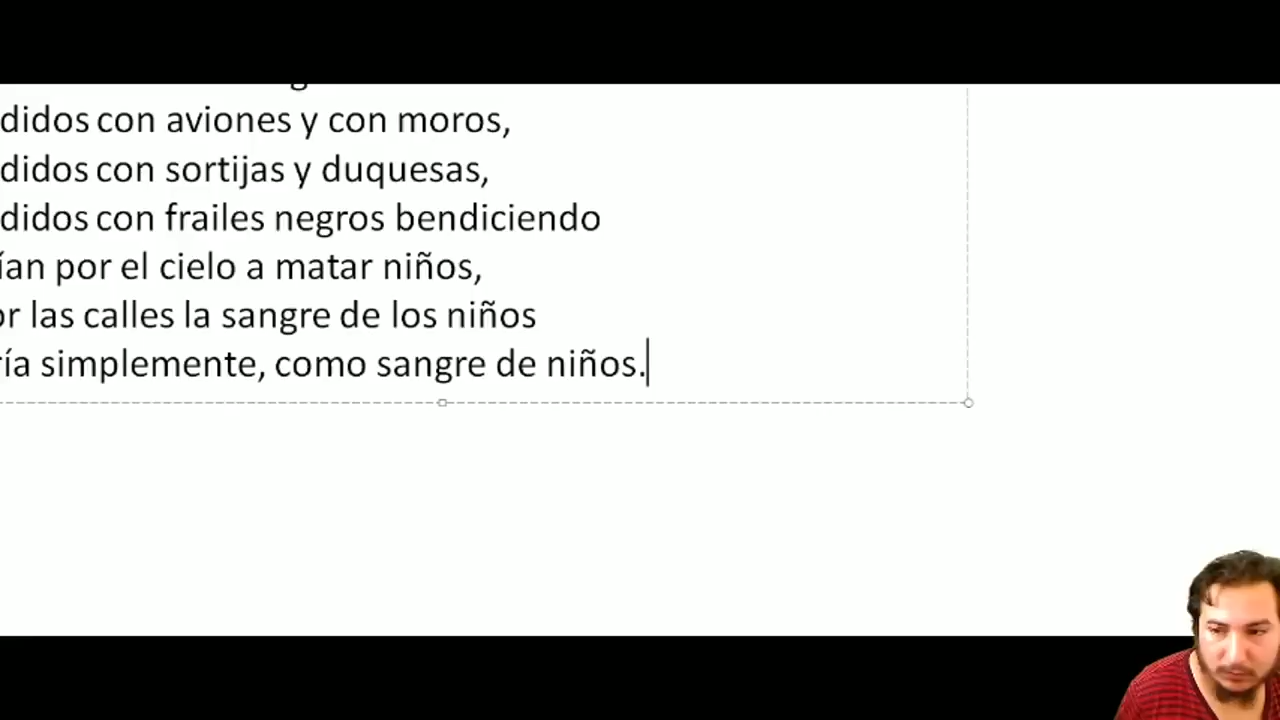 didos con aviones y con moros,
didos con sortijas y duquesas,
didos con frailes negros bendiciendo
ían por el cielo a matar niños,
or las calles la sangre de los niños
ría simplemente, como sangre de niños.